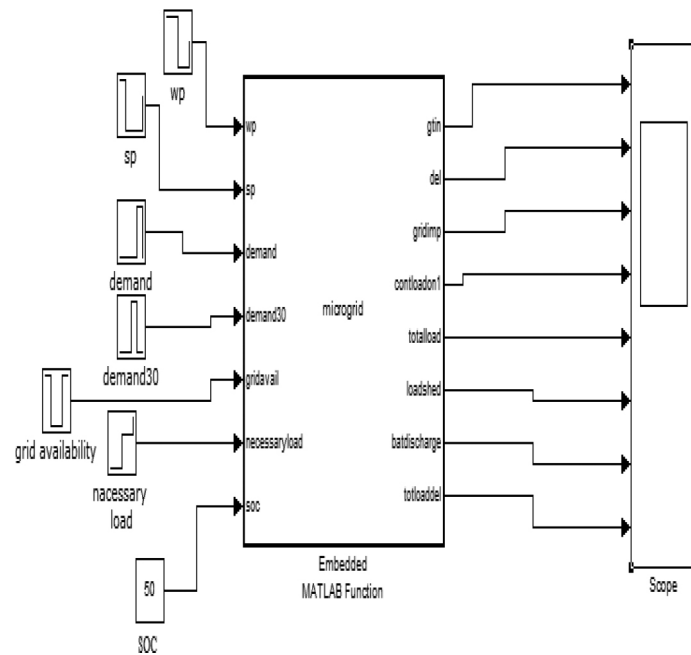 wp
sp
demand
demand30
grid availability
nacessary
load
50
SOC
wp
sp
demand
demand30
gridavail
necessaryload
soc
microgrid
gtin
del
gridimp
contloadon1
totalload
loadshed
batdischarge
totloaddel
Embedded
MATLAB Function
Scope